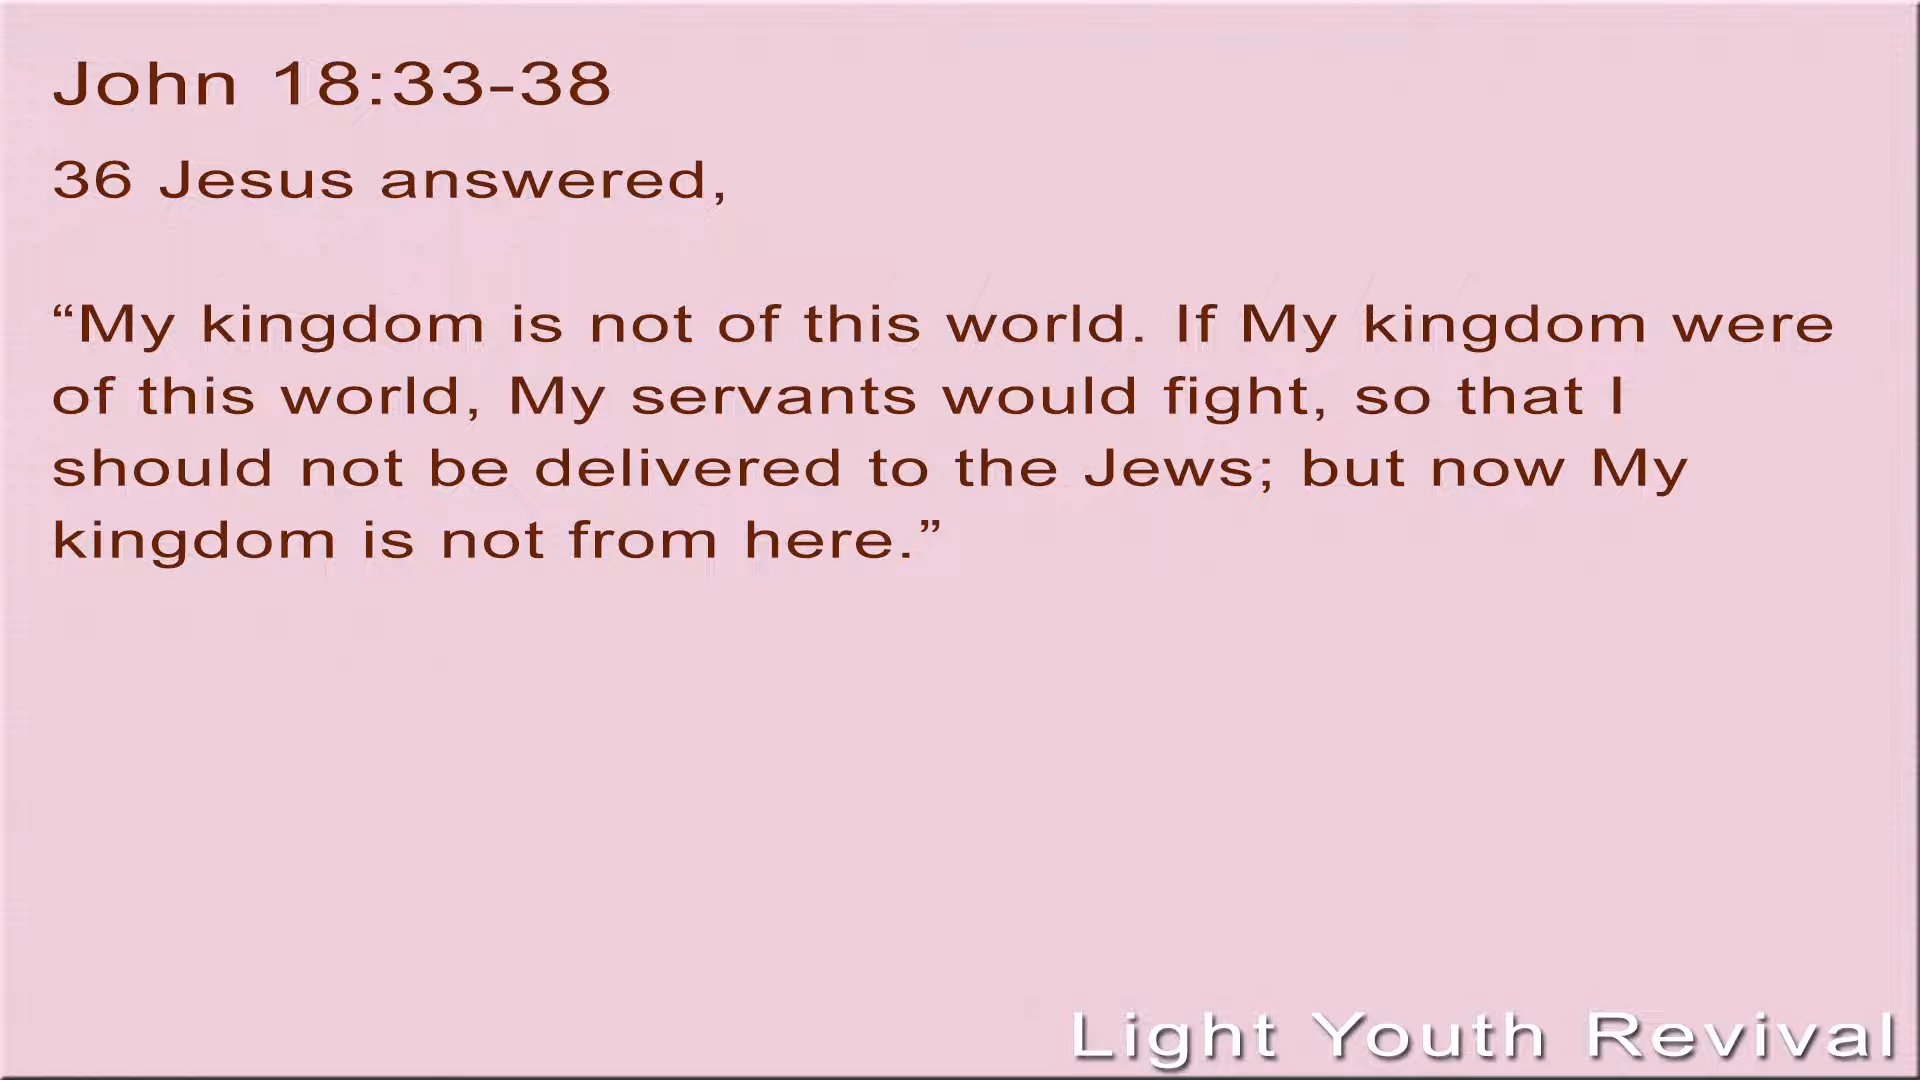 John 18:33-38
36 Jesus answered,
“My kingdom is not of this world. If My kingdom were
of this world, My servants would fight, so that I
should not be delivered to the Jews; but now My
kingdom is not from here.”
Light Youth Revival